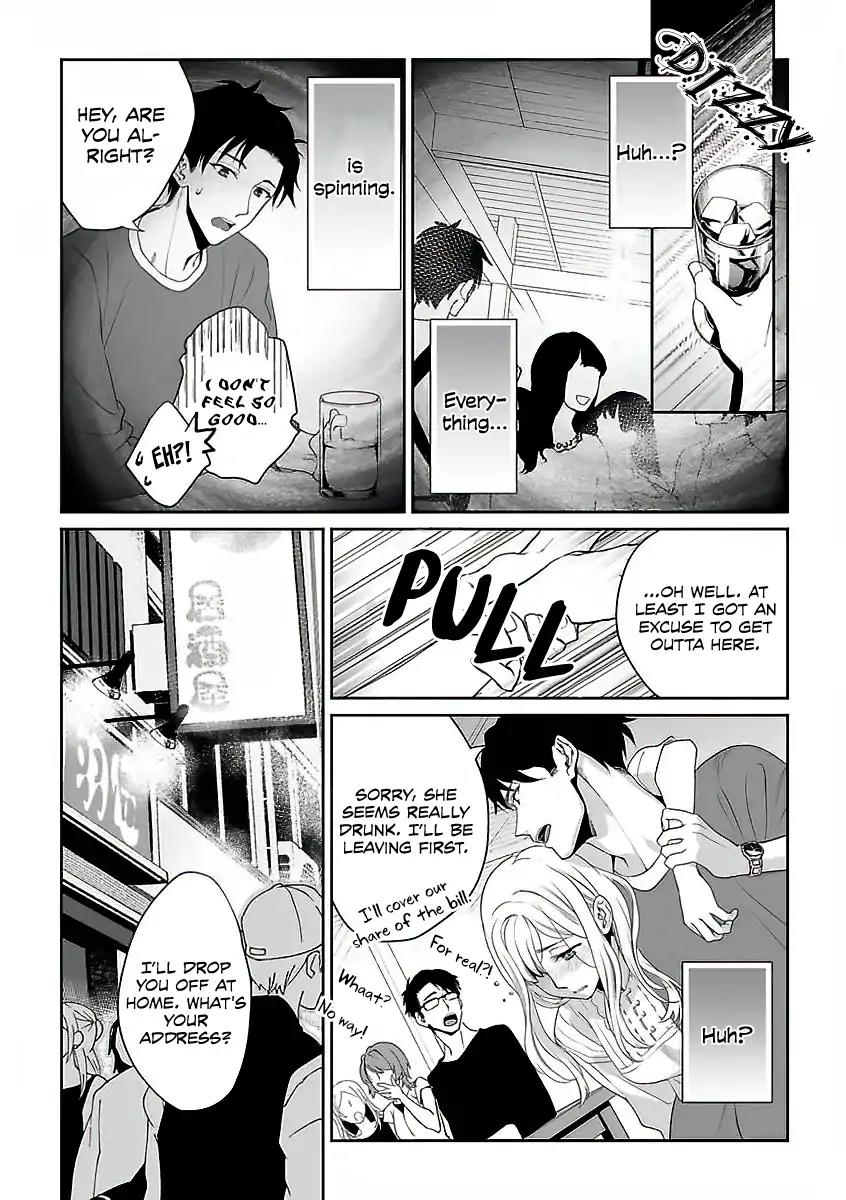 DIZZY
Huh...?
Every-
thing...
is
spinning.
HEY, ARE
YOU AL-
RIGHT?
I DON'T
FEEL SO
GOOD...
EH?!
...OH WELL. AT
LEAST I GOT AN
EXCUSE TO GET
OUTTA HERE.
PULL
SORRY, SHE
SEEMS REALLY
DRUNK. I'LL BE
LEAVING FIRST.
I'll cover our
share of the bill.
For real?!
Whaat?
No way!
Huh?
I'LL DROP
YOU OFF AT
HOME. WHAT'S
YOUR
ADDRESS?